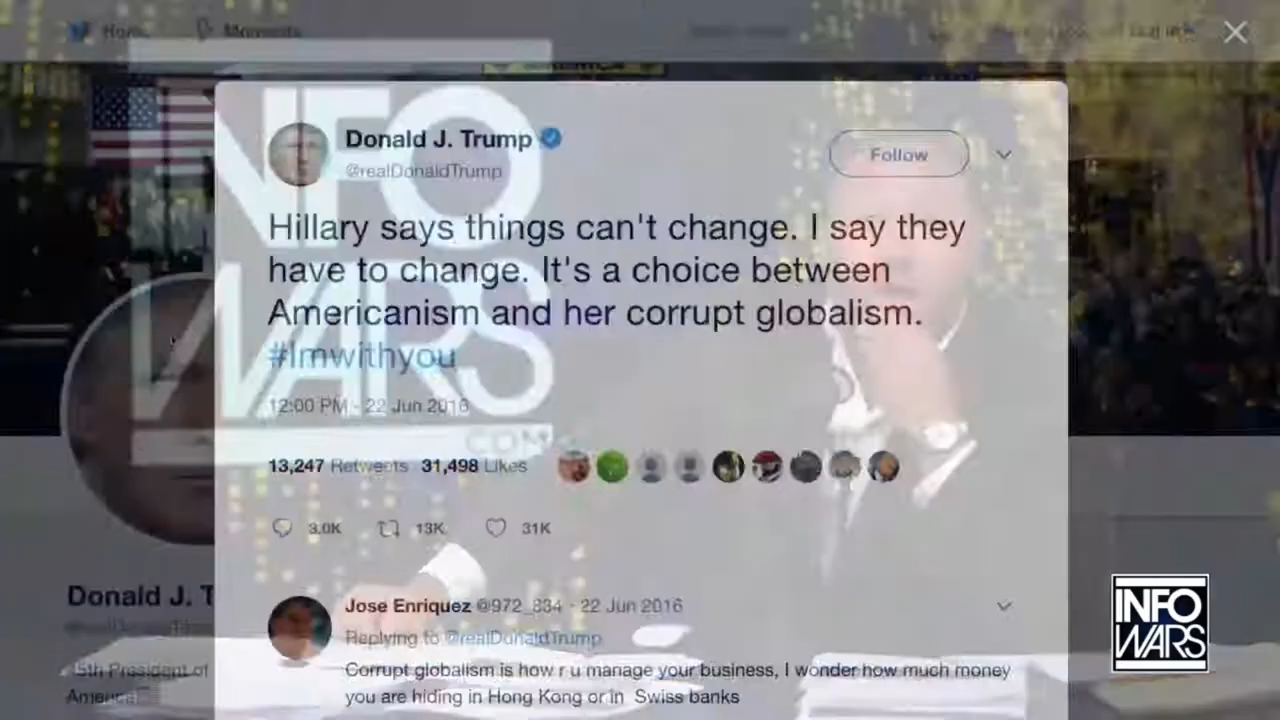 Moments
INFO
WARS
.COM
Donald J. Trump
@realDonaldTrump
Follow
Hillary says things can't change. I say they
have to change. It's a choice between
Americanism and her corrupt globalism.
#Imwithyou
12:00 PM - 22 Jun 2016
13,247 Retweets 31,498 Likes
3.0K 13K 31K
Donald J. T
Jose Enriquez @972_834 · 22 Jun 2016
Replying to @realDonaldTrump
45th President of
America
Corrupt globalism is how r u manage your business, I wonder how much money
you are hiding in Hong Kong or in Swiss banks
INFO
WARS